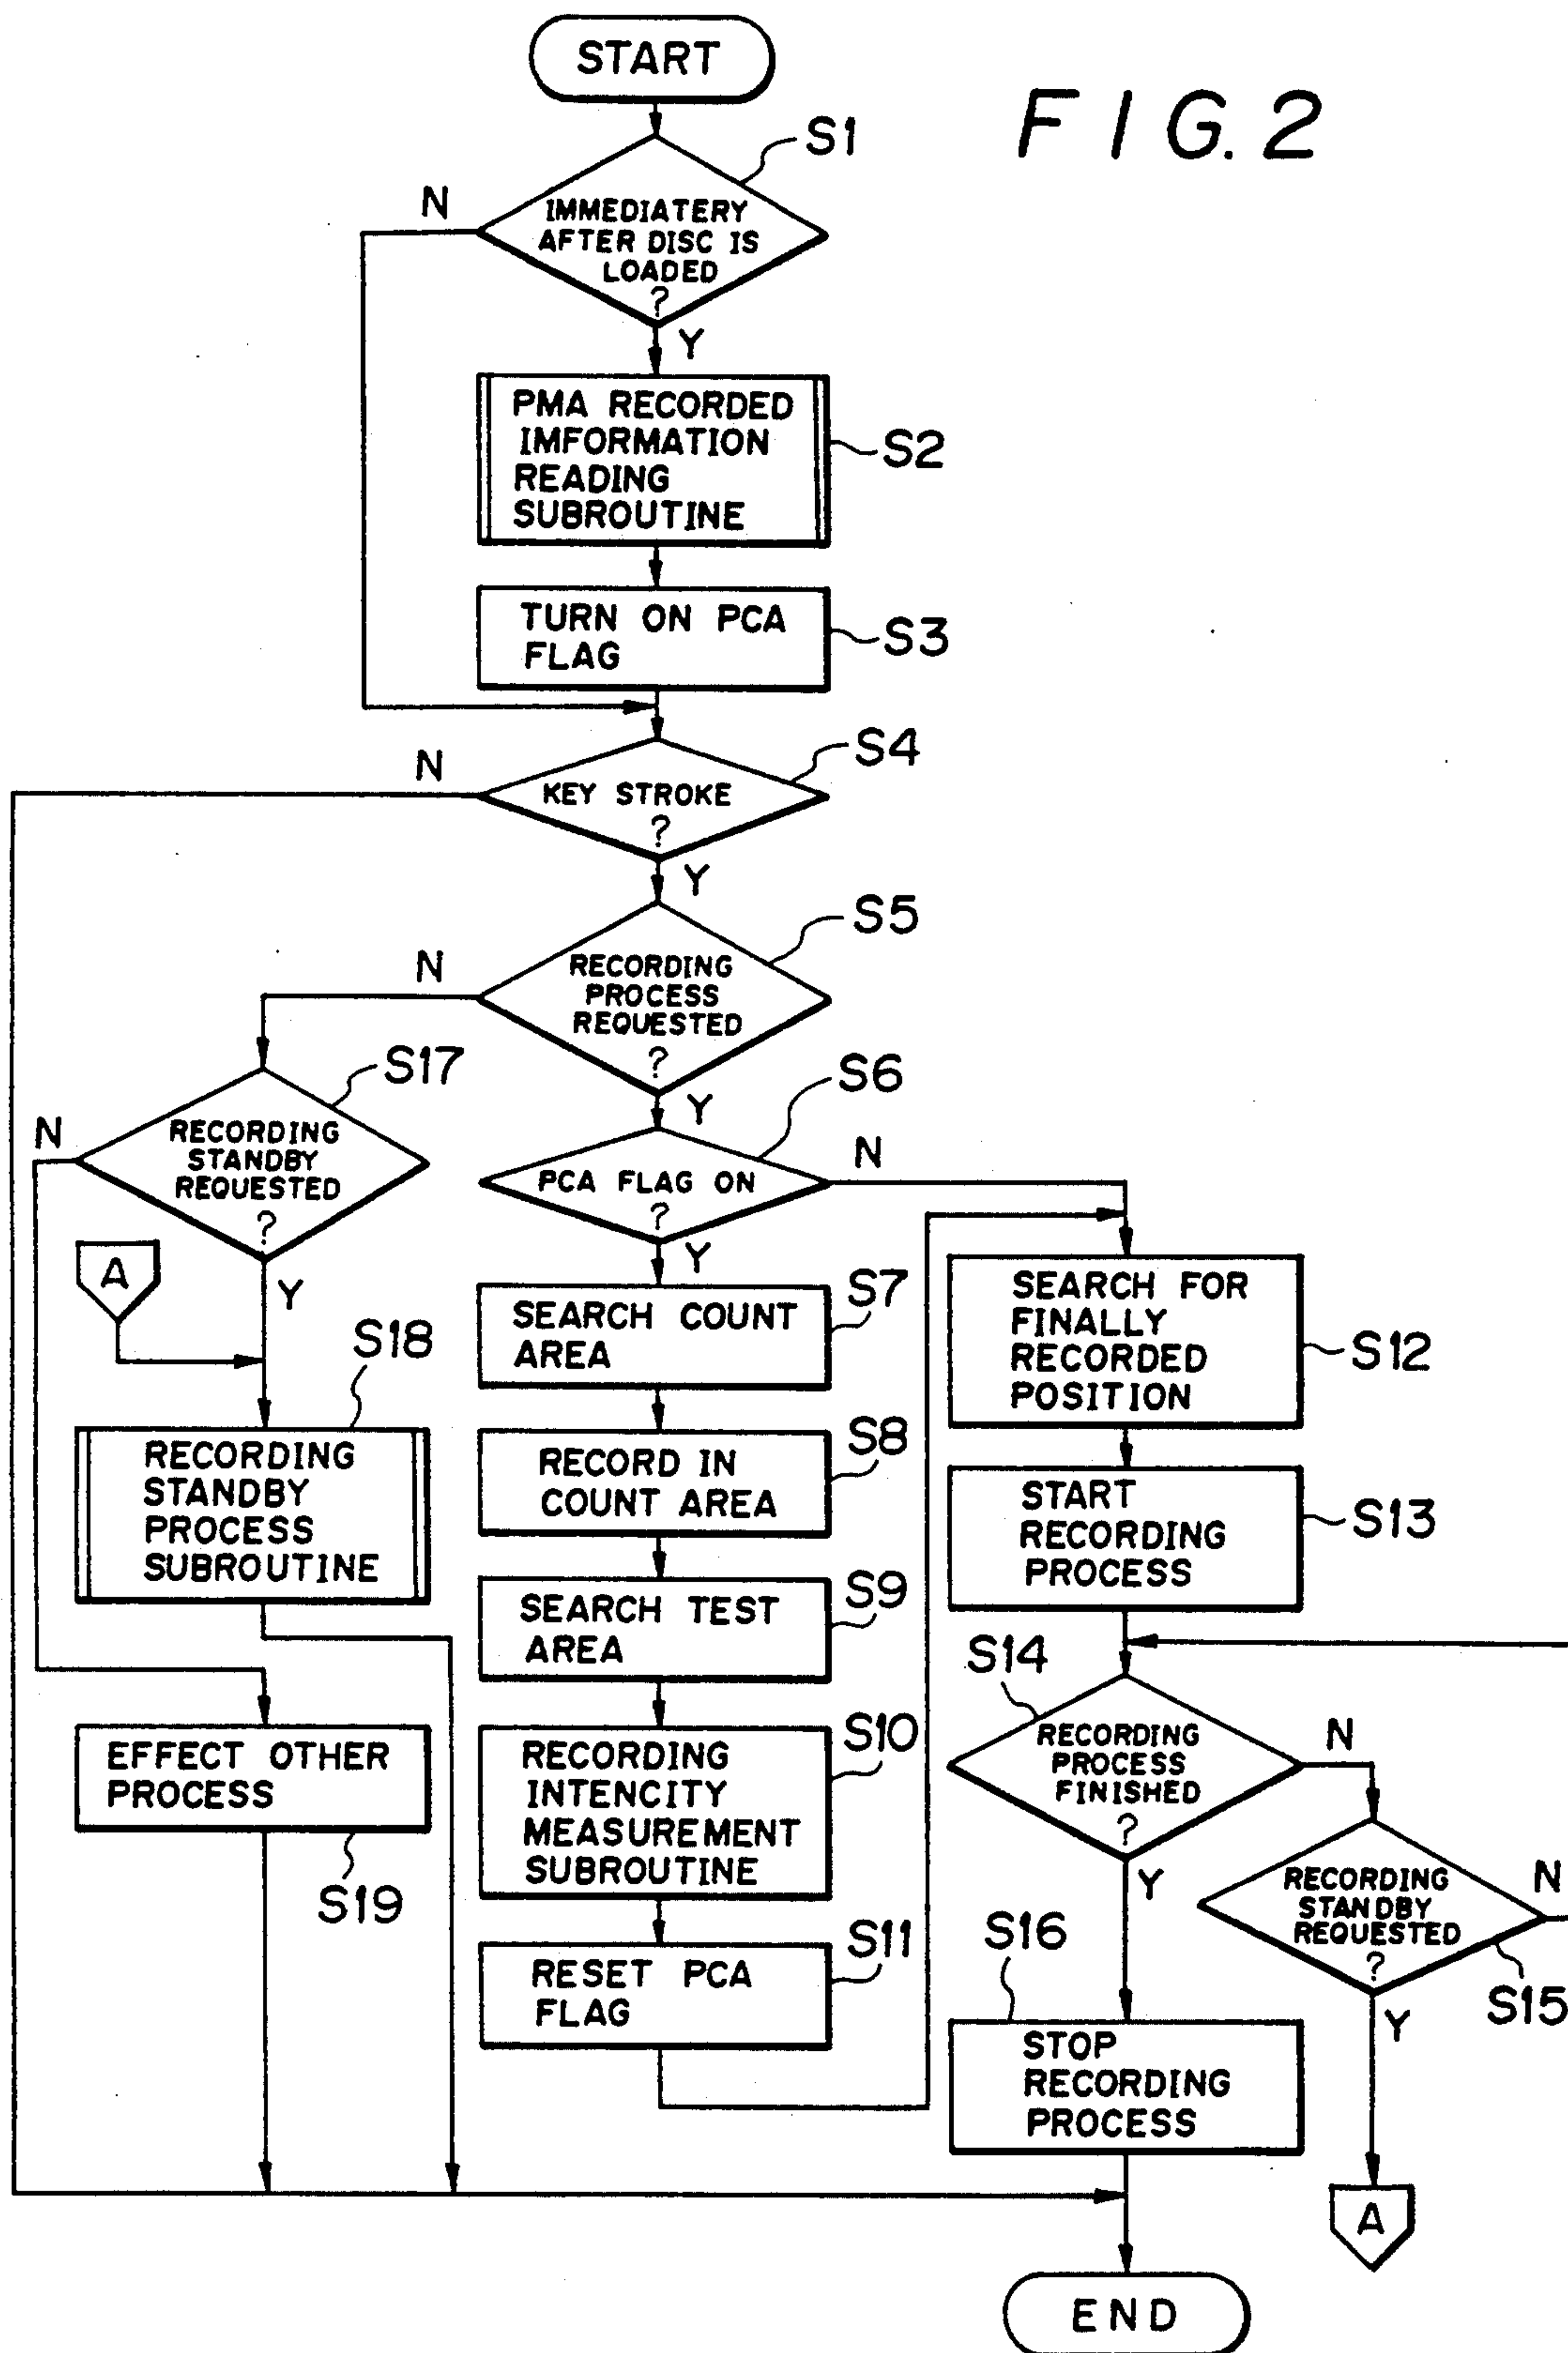 START
FIG. 2
S1
N
IMMEDIATERY
AFTER DISC IS
LOADED
?
Y
PMA RECORDED
IMFORMATION
READING
SUBROUTINE
S2
TURN ON PCA
FLAG
S3
S4
N
KEY STROKE
?
Y
S5
N
RECORDING
PROCESS
REQUESTED
?
Y
S17
N
RECORDING
STANDBY
REQUESTED
?
Y
A
S6
PCA FLAG ON
?
N
Y
S18
RECORDING
STANDBY
PROCESS
SUBROUTINE
EFFECT OTHER
PROCESS
S19
S7
SEARCH COUNT
AREA
S8
RECORD IN
COUNT AREA
S9
SEARCH TEST
AREA
S10
RECORDING
INTENCITY
MEASUREMENT
SUBROUTINE
S11
RESET PCA
FLAG
SEARCH FOR
FINALLY
RECORDED
POSITION
S12
START
RECORDING
PROCESS
S13
S14
RECORDING
PROCESS
FINISHED
?
N
Y
RECORDING
STANDBY
REQUESTED
?
N
S15
Y
S16
STOP
RECORDING
PROCESS
A
END